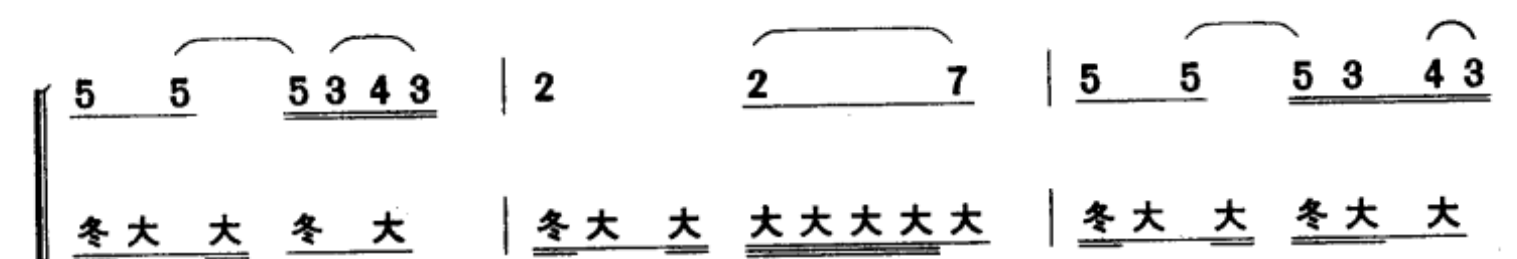 5 5 5 3 4 3 | 2 2 7 | 5 5 5 3 4 3
冬 大 大 冬 大 | 冬 大 大 大 大 大 大 大 | 冬 大 大 冬 大 大